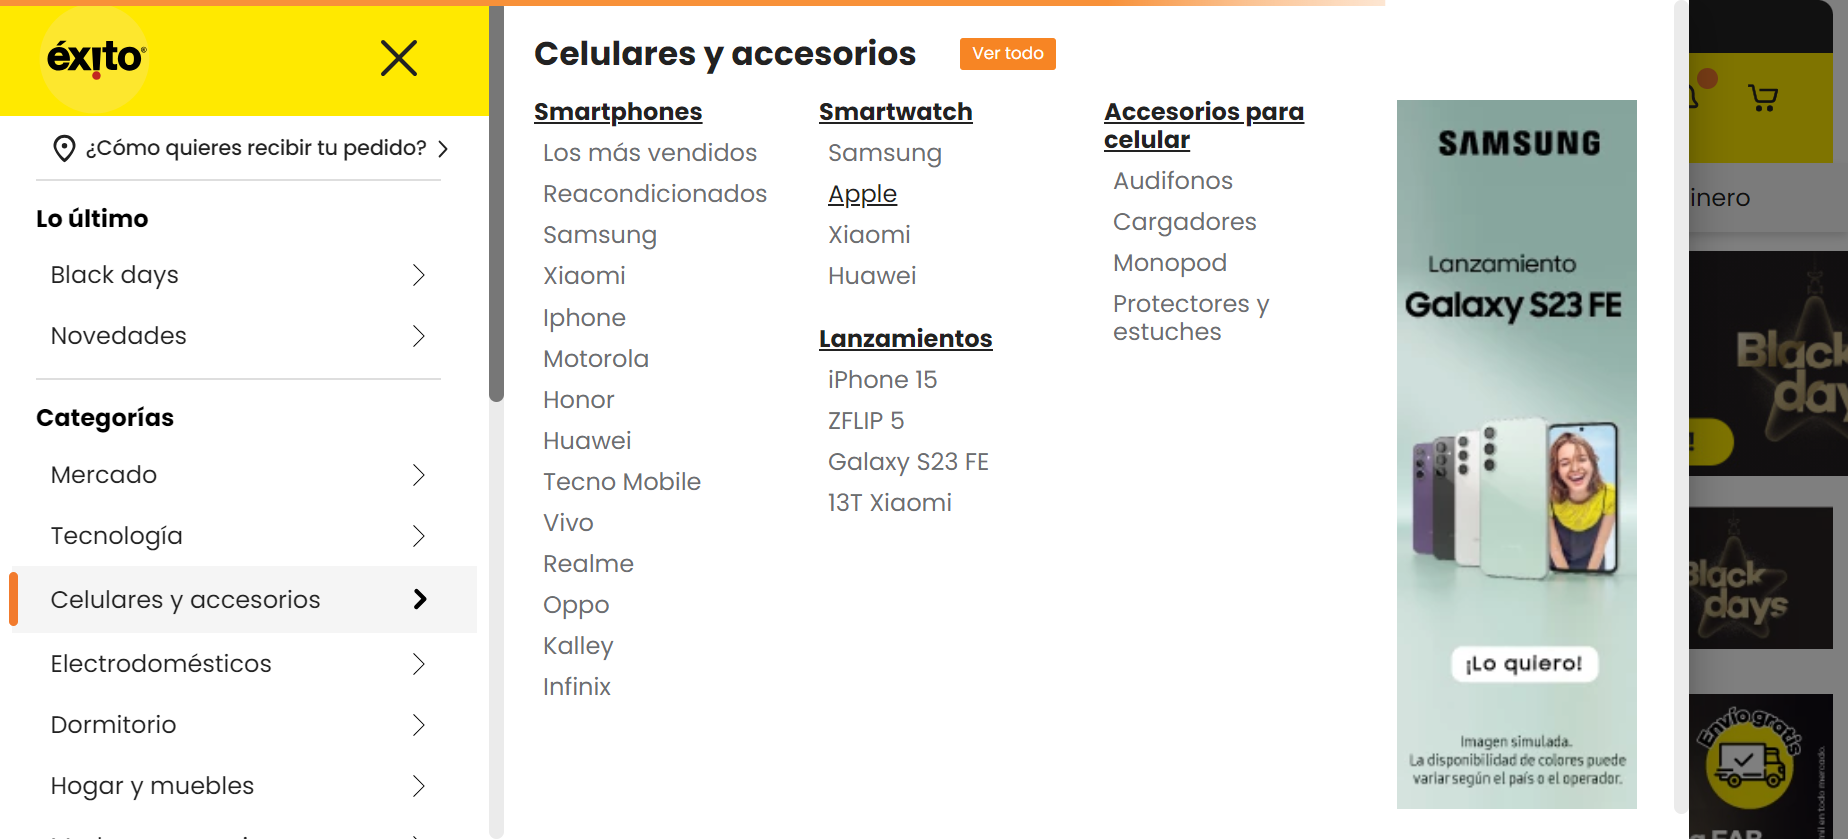 éxito
¿Cómo quieres recibir tu pedido?
Lo último
Black days
Novedades
Categorías
Mercado
Tecnología
Celulares y accesorios
Electrodomésticos
Dormitorio
Hogar y muebles
Celulares y accesorios
Ver todo
Smartphones
Los más vendidos
Reacondicionados
Samsung
Xiaomi
Iphone
Motorola
Honor
Huawei
Tecno Mobile
Vivo
Realme
Oppo
Kalley
Infinix
Smartwatch
Samsung
Apple
Xiaomi
Huawei
Lanzamientos
iPhone 15
ZFLIP 5
Galaxy S23 FE
13T Xiaomi
Accesorios para
celular
Audifonos
Cargadores
Monopod
Protectores y
estuches
SAMSUNG
Lanzamiento
Galaxy S23 FE
¡Lo quiero!
Imagen simulada.
La disponibilidad de colores puede
variar según el país o el operador.
inero
Black
day
Black
days
Envío gratis